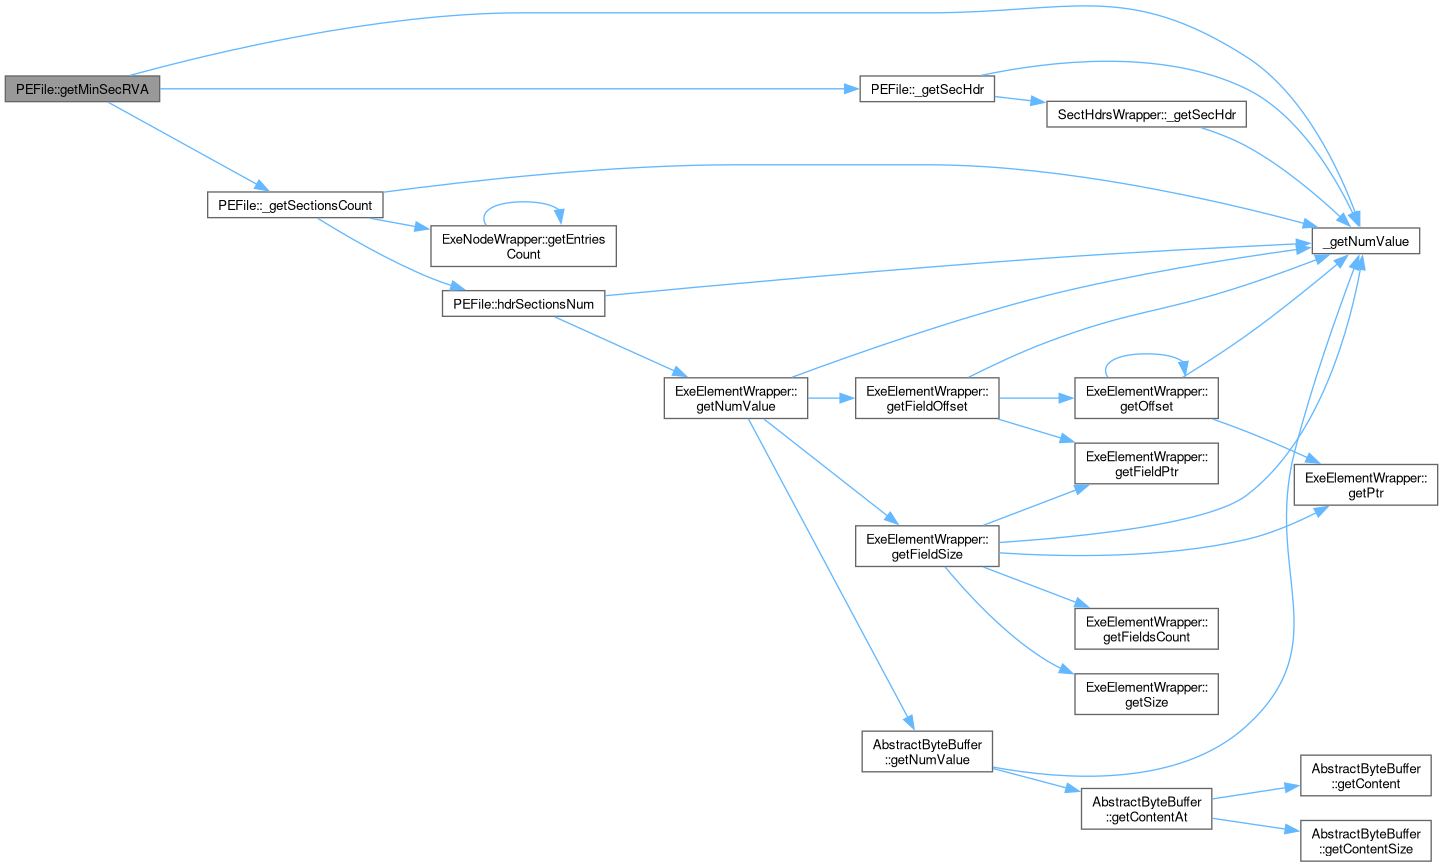 PEFile::getMinSecRVA
PEFile::_getSecHdr
SectHdrsWrapper::_getSecHdr
PEFile::_getSectionsCount
ExeNodeWrapper::getEntries
Count
_getNumValue
PEFile::hdrSectionsNum
ExeElementWrapper::
getNumValue
ExeElementWrapper::
getFieldOffset
ExeElementWrapper::
getOffset
ExeElementWrapper::
getFieldPtr
ExeElementWrapper::
getPtr
ExeElementWrapper::
getFieldSize
ExeElementWrapper::
getFieldsCount
ExeElementWrapper::
getSize
AbstractByteBuffer
::getNumValue
AbstractByteBuffer
::getContentAt
AbstractByteBuffer
::getContent
AbstractByteBuffer
::getContentSize